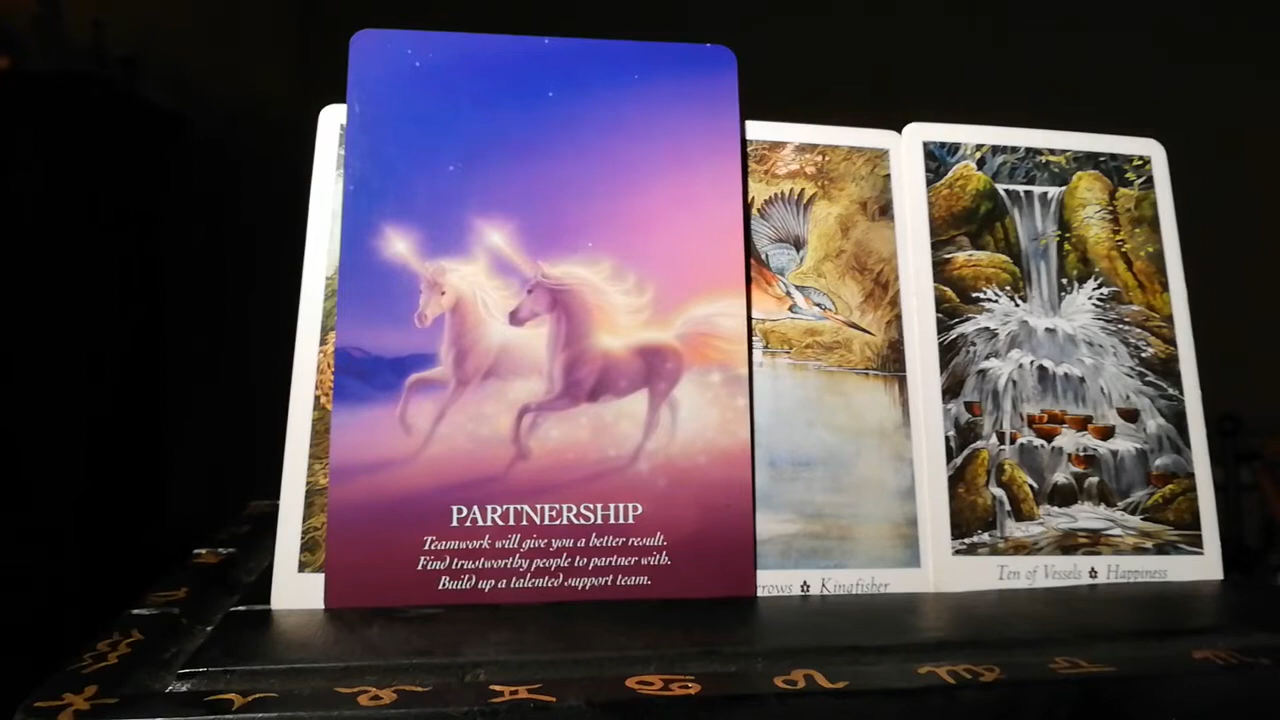 PARTNERSHIP
Teamwork will give you a better result.
Find trustworthy people to partner with.
Build up a talented support team.
rrows ✽ Kingfisher
Ten of Vessels ✽ Happiness